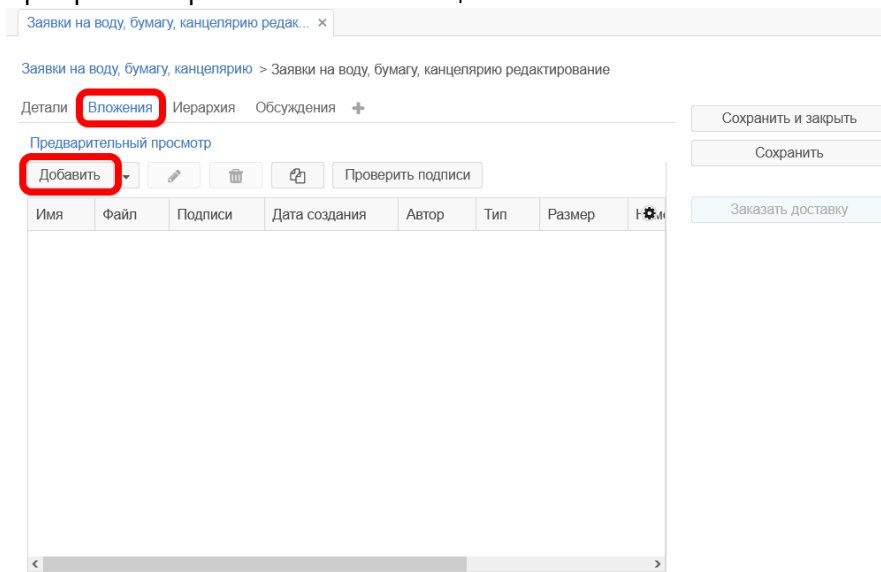 Заявки на воду, бумагу, канцелярию редак... ×
Заявки на воду, бумагу, канцелярию > Заявки на воду, бумагу, канцелярию редактирование
Детали Вложения Иерархия Обсуждения +
Сохранить и закрыть
Предварительный просмотр
Сохранить
Добавить Проверить подписи
Имя Файл Подписи Дата создания Автор Тип Размер
Заказать доставку